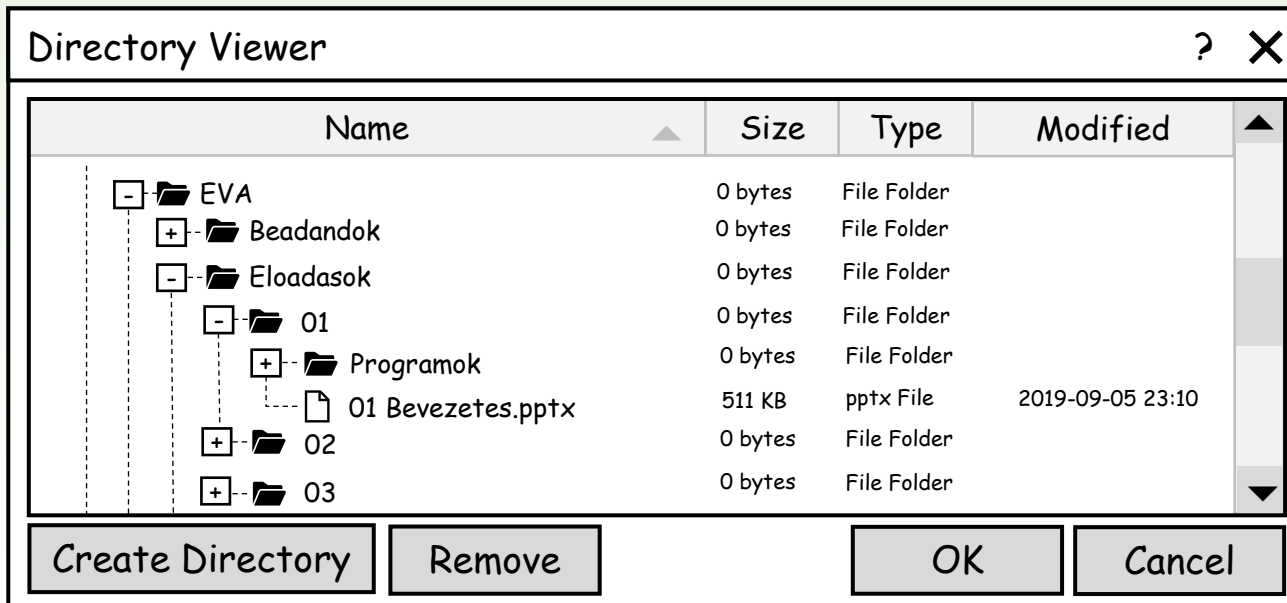 Directory Viewer ? X
Name Size Type Modified
- EVA 0 bytes File Folder
+ Beadandok 0 bytes File Folder
- Eloadasok 0 bytes File Folder
- 01 0 bytes File Folder
+ Programok 0 bytes File Folder
01 Bevezetes.pptx 511 KB pptx File 2019-09-05 23:10
+ 02 0 bytes File Folder
+ 03 0 bytes File Folder
Create Directory Remove OK Cancel